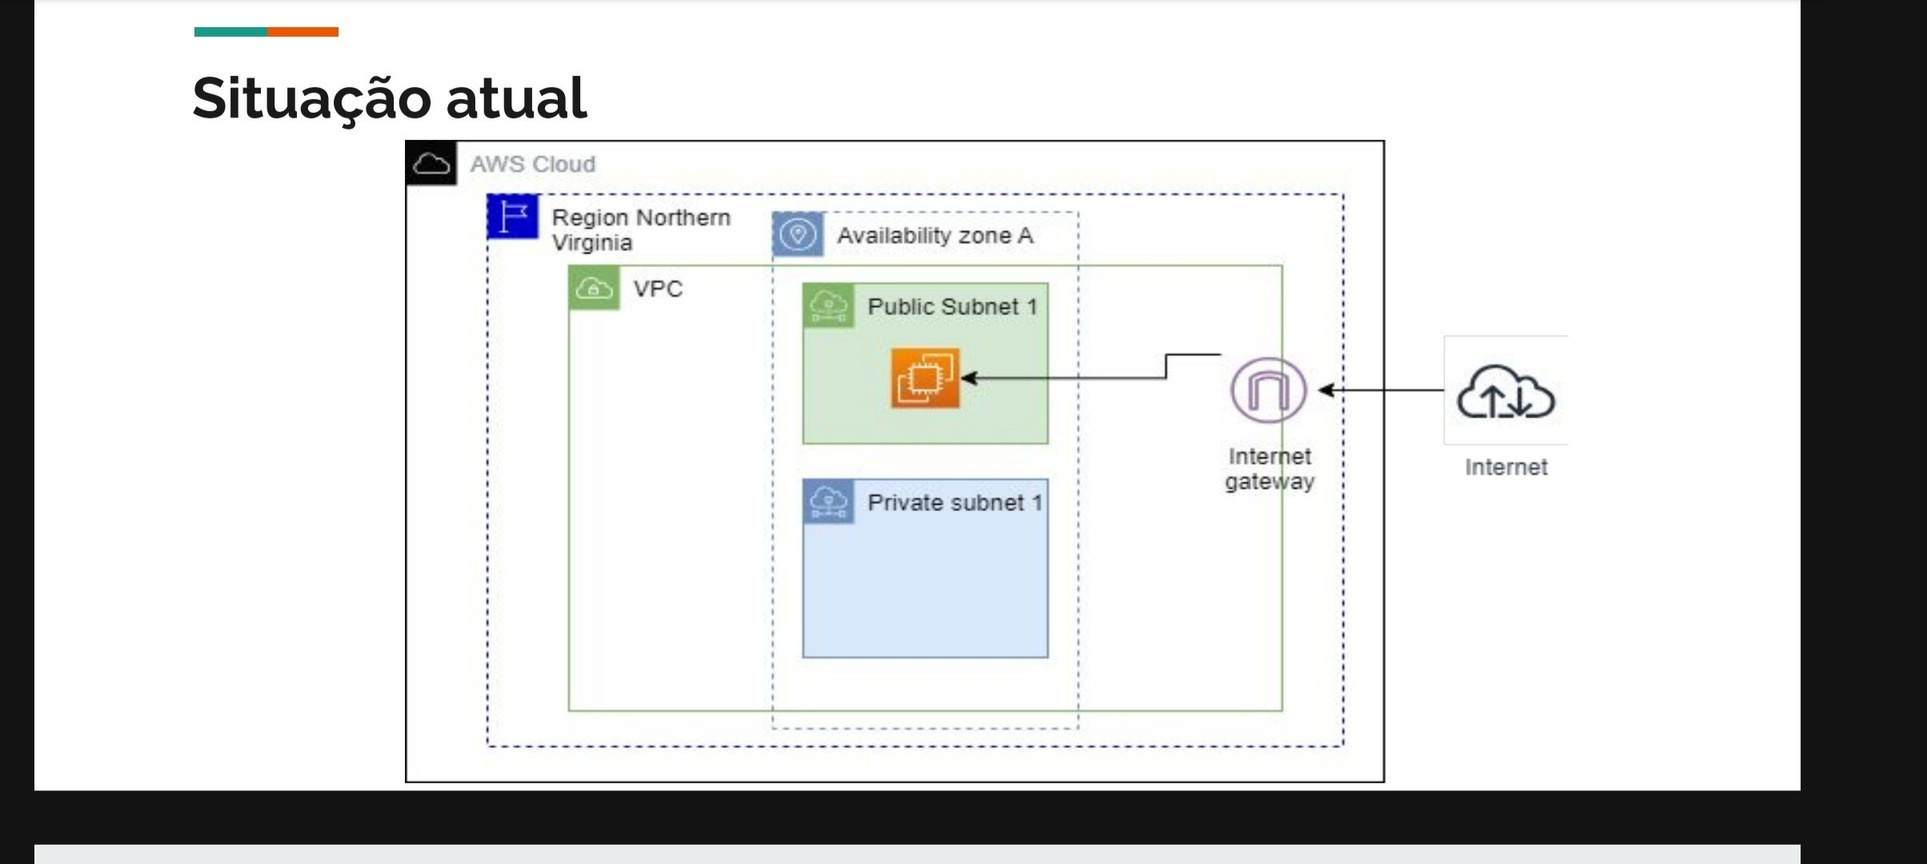 Situação atual
AWS Cloud
Region Northern
Virginia
Availability zone A
VPC
Public Subnet 1
Internet
gateway
Internet
Private subnet 1